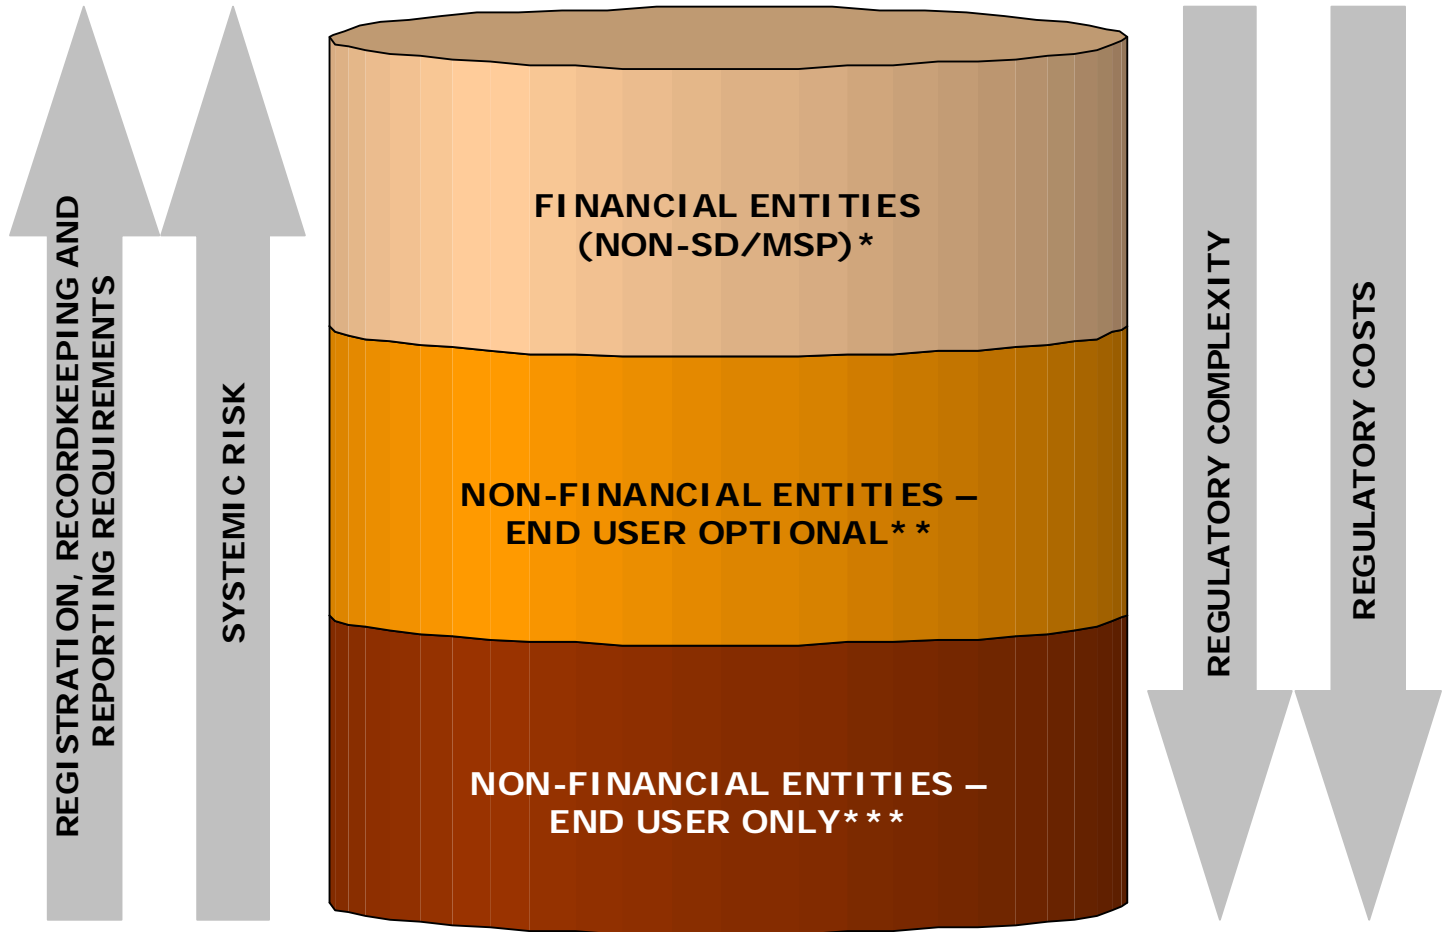 REGISTRATION, RECORDKEEPING AND
REPORTING REQUIREMENTS
SYSTEMIC RISK
FINANCIAL ENTITIES
(NON-SD/MSP)*
NON-FINANCIAL ENTITIES –
END USER OPTIONAL**
NON-FINANCIAL ENTITIES –
END USER ONLY***
REGULATORY COMPLEXITY
REGULATORY COSTS